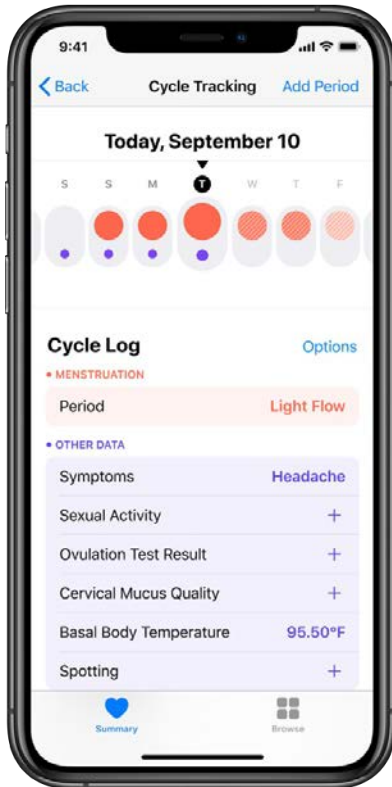 9:41
Back Cycle Tracking Add Period
Today, September 10
S S M T W T F
Cycle Log Options
• MENSTRUATION
Period Light Flow
• OTHER DATA
Symptoms Headache
Sexual Activity +
Ovulation Test Result +
Cervical Mucus Quality +
Basal Body Temperature 95.50°F
Spotting +
Summary Browse